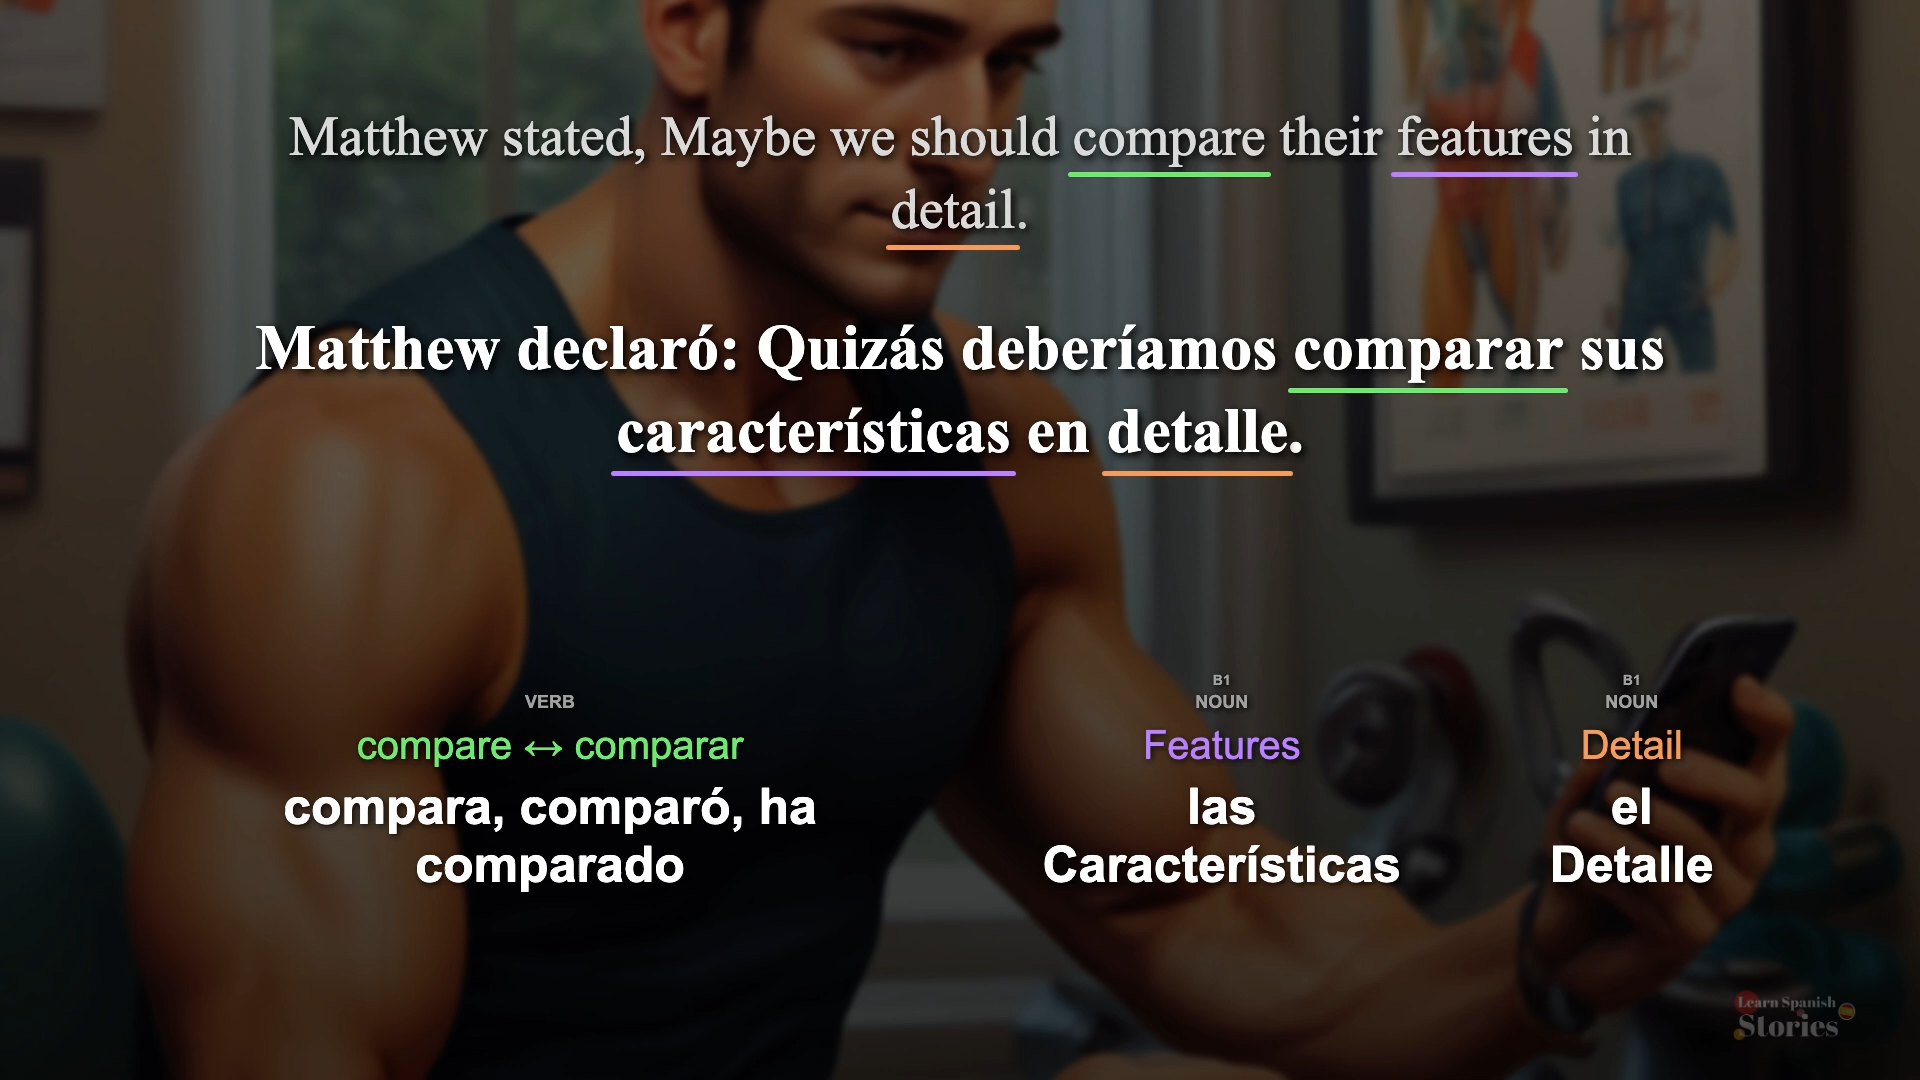 Matthew stated, Maybe we should compare their features in
detail.
Matthew declaró: Quizás deberíamos comparar sus
características en detalle.
VERB
compare ↔ comparar
compara, comparó, ha
comparado
B1
NOUN
Features
las
Características
B1
NOUN
Detail
el
Detalle
Learn Spanish
Stories